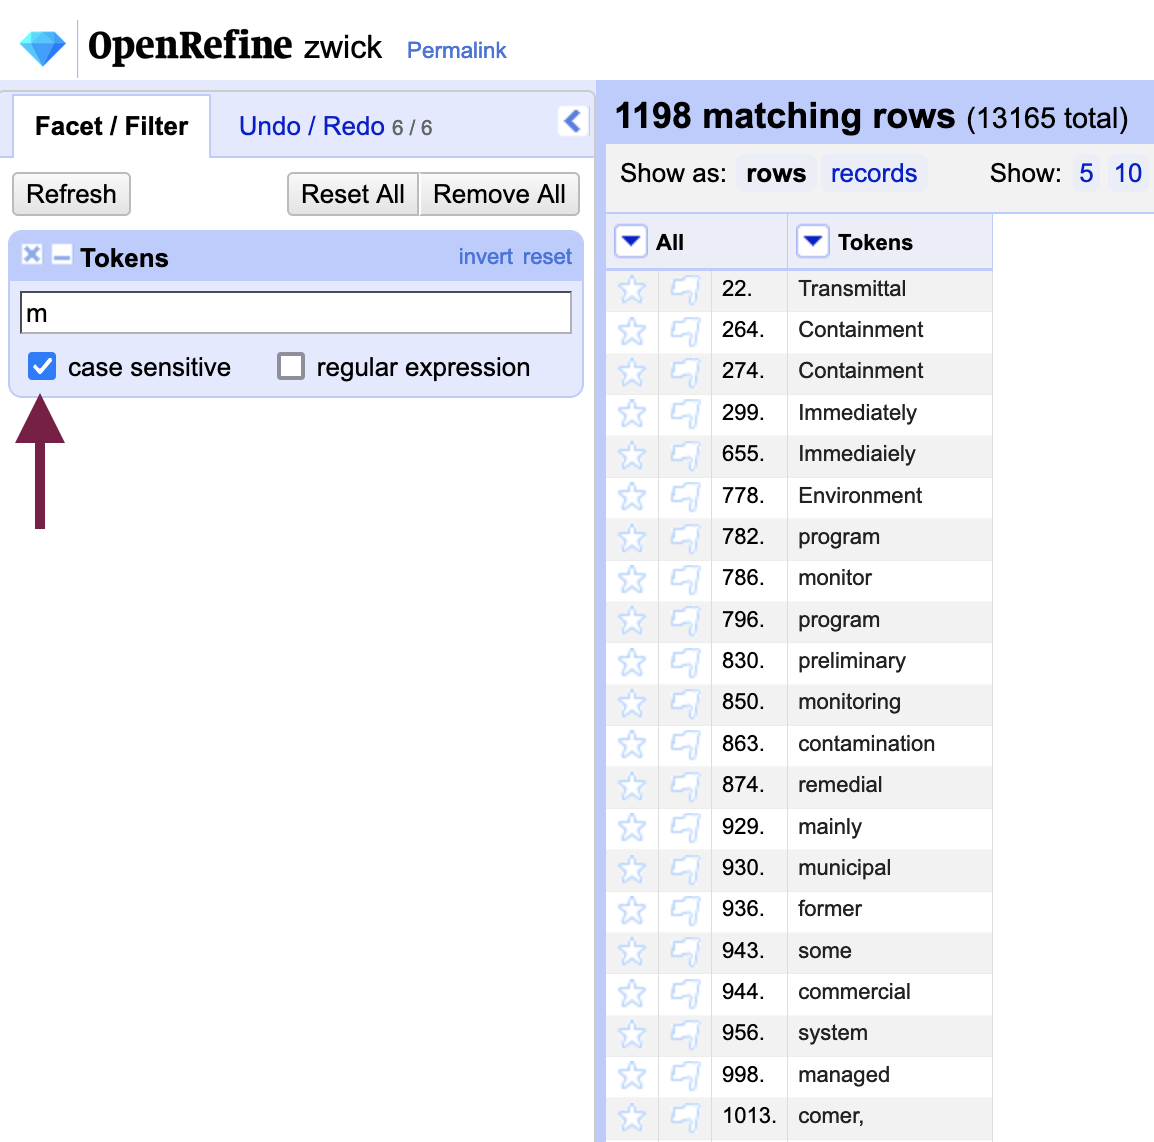 OpenRefine zwick Permalink
Facet / Filter Undo / Redo 6 / 6
Refresh Reset All Remove All
Tokens invert reset
m
case sensitive regular expression
1198 matching rows (13165 total)
Show as: rows records Show: 5 10
All Tokens
22. Transmittal
264. Containment
274. Containment
299. Immediately
655. Immediaiely
778. Environment
782. program
786. monitor
796. program
830. preliminary
850. monitoring
863. contamination
874. remedial
929. mainly
930. municipal
936. former
943. some
944. commercial
956. system
998. managed
1013. comer,